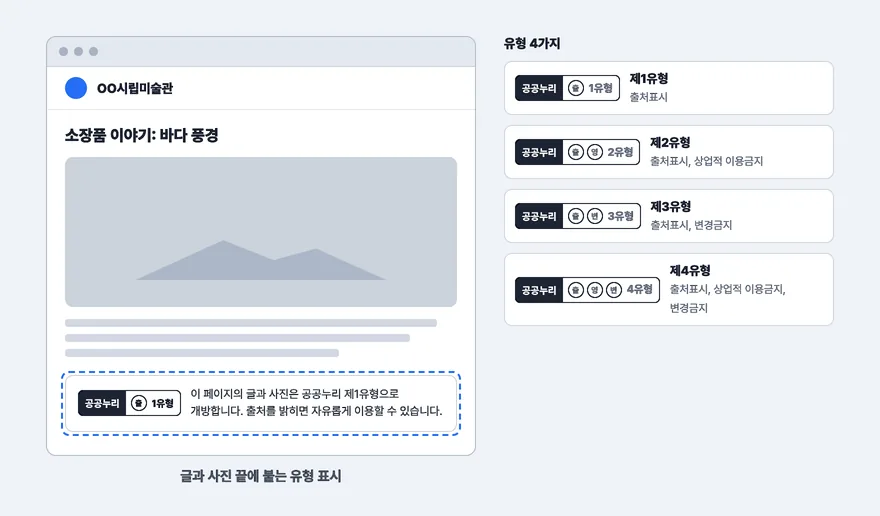 OO시립미술관
소장품 이야기: 바다 풍경
공공누리 출 1유형
이 페이지의 글과 사진은 공공누리 제1유형으로
개방합니다. 출처를 밝히면 자유롭게 이용할 수 있습니다.
글과 사진 끝에 붙는 유형 표시
유형 4가지
공공누리 출 1유형
제1유형
출처표시
공공누리 출 영 2유형
제2유형
출처표시, 상업적 이용금지
공공누리 출 변 3유형
제3유형
출처표시, 변경금지
공공누리 출 영 변 4유형
제4유형
출처표시, 상업적 이용금지,
변경금지